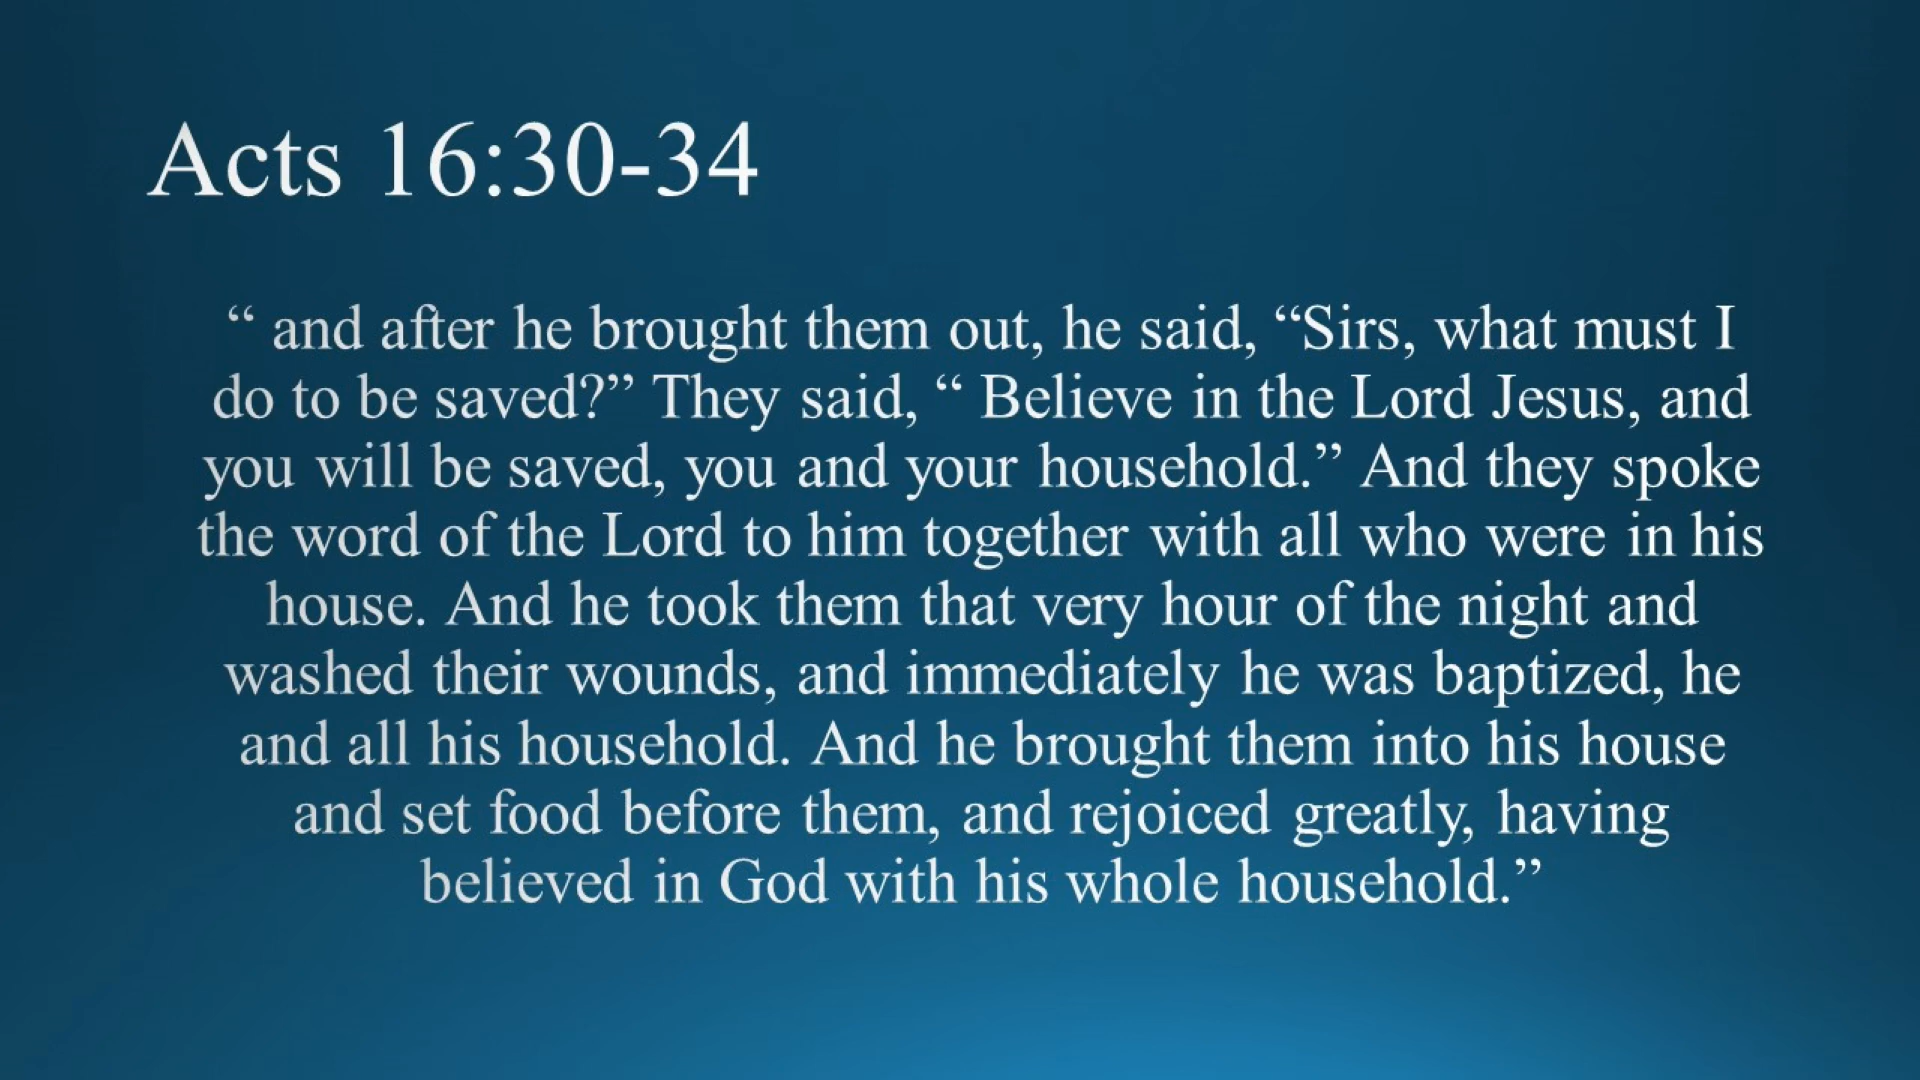 Acts 16:30-34
“ and after he brought them out, he said, “Sirs, what must I
do to be saved?” They said, “ Believe in the Lord Jesus, and
you will be saved, you and your household.” And they spoke
the word of the Lord to him together with all who were in his
house. And he took them that very hour of the night and
washed their wounds, and immediately he was baptized, he
and all his household. And he brought them into his house
and set food before them, and rejoiced greatly, having
believed in God with his whole household.”